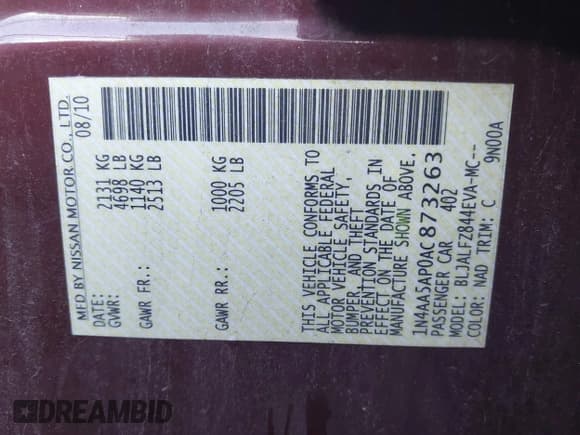 MFD BY NISSAN MOTOR CO., LTD.
DATE: 08/10
GVWR: 2131 KG
4698 LB
GAWR FR.: 1140 KG
2513 LB
GAWR RR: 1000 KG
2205 LB
THIS VEHICLE CONFORMS TO
ALL APPLICABLE FEDERAL
MOTOR VEHICLE SAFETY,
BUMPER, AND THEFT
PREVENTION STANDARDS IN
EFFECT ON THE DATE OF
MANUFACTURE SHOWN ABOVE.
1N4AA5AP0AC873263
PASSENGER CAR 402
MODEL: BLJALFZ844EVA-MC--
COLOR: NAD TRIM: C 9N00A
DREAMBID